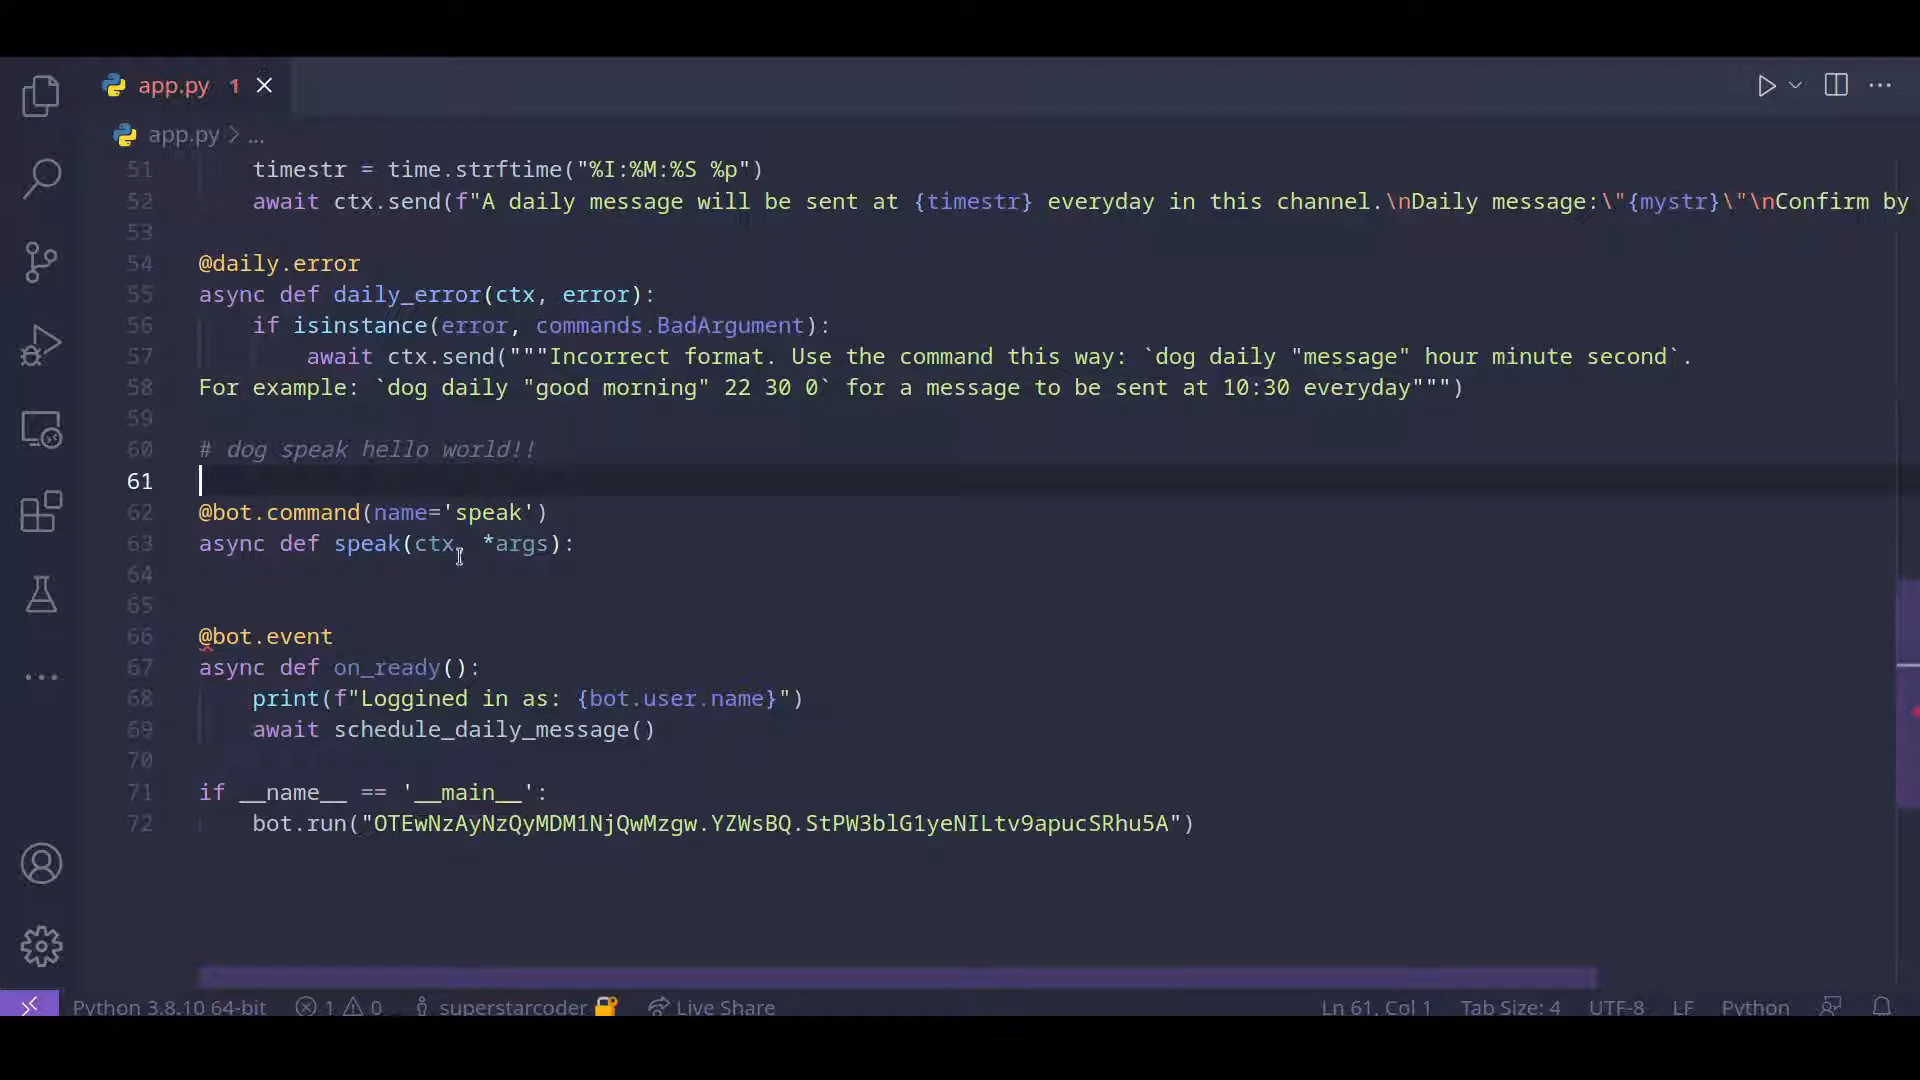 app.py 1
app.py > ...
51 timestr = time.strftime("%I:%M:%S %p")
52 await ctx.send(f"A daily message will be sent at {timestr} everyday in this channel.\nDaily message:\"{mystr}\"\nConfirm by
53
54 @daily.error
55 async def daily_error(ctx, error):
56 if isinstance(error, commands.BadArgument):
57 await ctx.send("""Incorrect format. Use the command this way: `dog daily "message" hour minute second`.
58 For example: `dog daily "good morning" 22 30 0` for a message to be sent at 10:30 everyday""")
59
60 # dog speak hello world!!
61
62 @bot.command(name='speak')
63 async def speak(ctx, *args):
64
65
66 @bot.event
67 async def on_ready():
68 print(f"Loggined in as: {bot.user.name}")
69 await schedule_daily_message()
70
71 if __name__ == '__main__':
72 bot.run("OTEwNzAyNzQyMDM1NjQwMzgw.YZWsBQ.StPW3blG1yeNILtv9apucSRhu5A")
Python 3.8.10 64-bit 1 0 superstarcoder Live Share Ln 61, Col 1 Tab Size: 4 UTF-8 LF Python